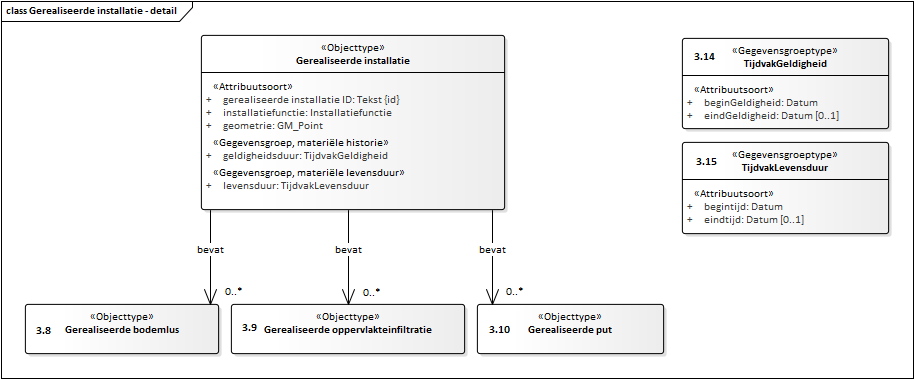 class Gerealiseerde installatie - detail
«Objecttype»
Gerealiseerde installatie
«Attribuutsoort»
+ gerealiseerde installatie ID: Tekst {id}
+ installatiefunctie: Installatiefunctie
+ geometrie: GM_Point
«Gegevensgroep, materiële historie»
+ geldigheidsduur: TijdvakGeldigheid
«Gegevensgroep, materiële levensduur»
+ levensduur: TijdvakLevensduur
3.14
«Gegevensgroeptype»
TijdvakGeldigheid
«Attribuutsoort»
+ beginGeldigheid: Datum
+ eindGeldigheid: Datum [0..1]
3.15
«Gegevensgroeptype»
TijdvakLevensduur
«Attribuutsoort»
+ begintijd: Datum
+ eindtijd: Datum [0..1]
bevat
bevat
bevat
0..*
0..*
0..*
«Objecttype»
3.8 Gerealiseerde bodemlus
«Objecttype»
3.9 Gerealiseerde oppervlakteinfiltratie
«Objecttype»
3.10 Gerealiseerde put